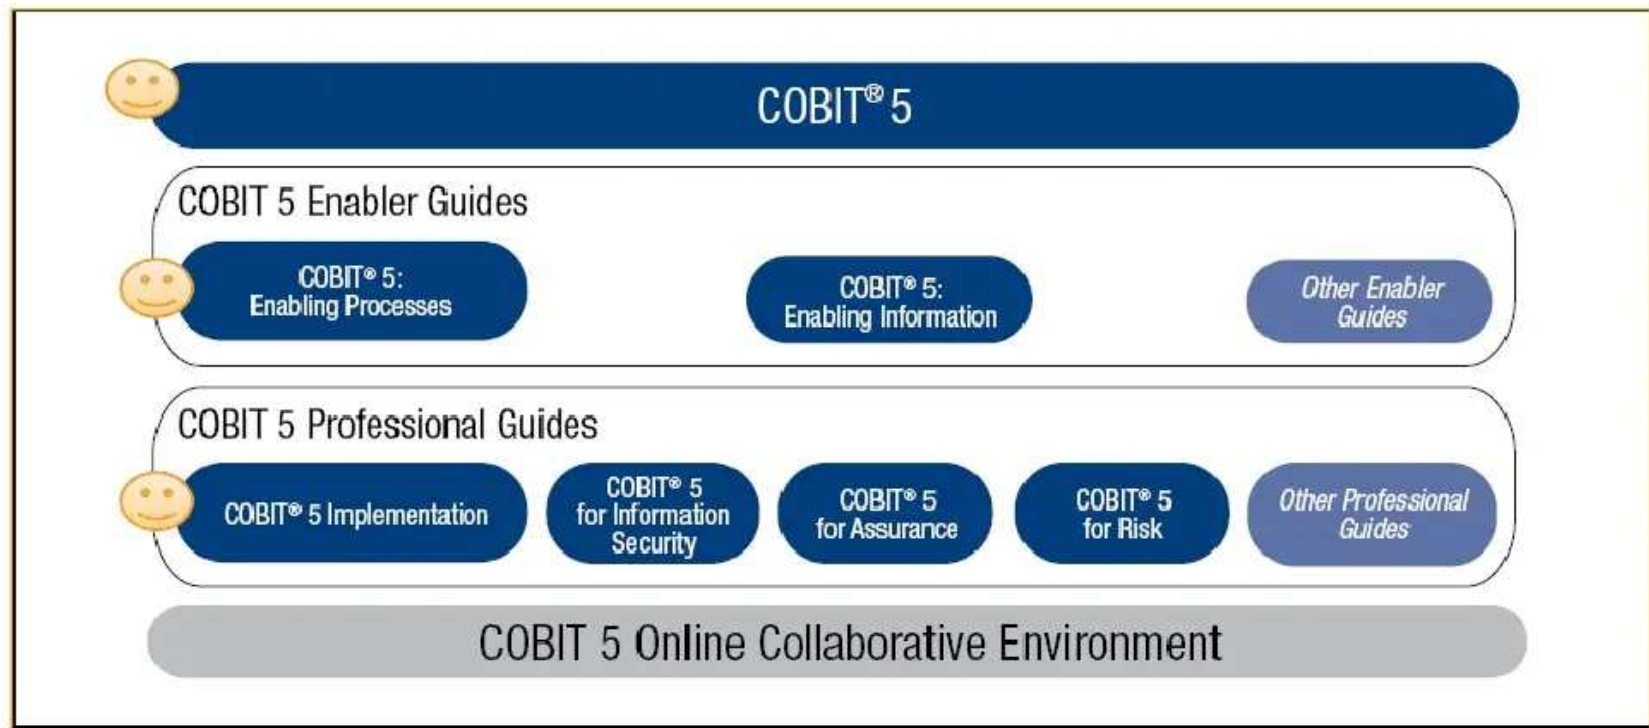 COBIT® 5
COBIT 5 Enabler Guides
COBIT® 5:
Enabling Processes
COBIT® 5:
Enabling Information
Other Enabler
Guides
COBIT 5 Professional Guides
COBIT® 5 Implementation
COBIT® 5
for Information
Security
COBIT® 5
for Assurance
COBIT® 5
for Risk
Other Professional
Guides
COBIT 5 Online Collaborative Environment